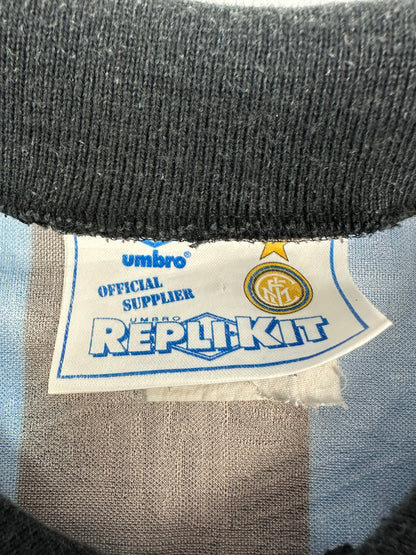 umbro®
OFFICIAL
SUPPLIER
UMBRO
REPLI-KIT